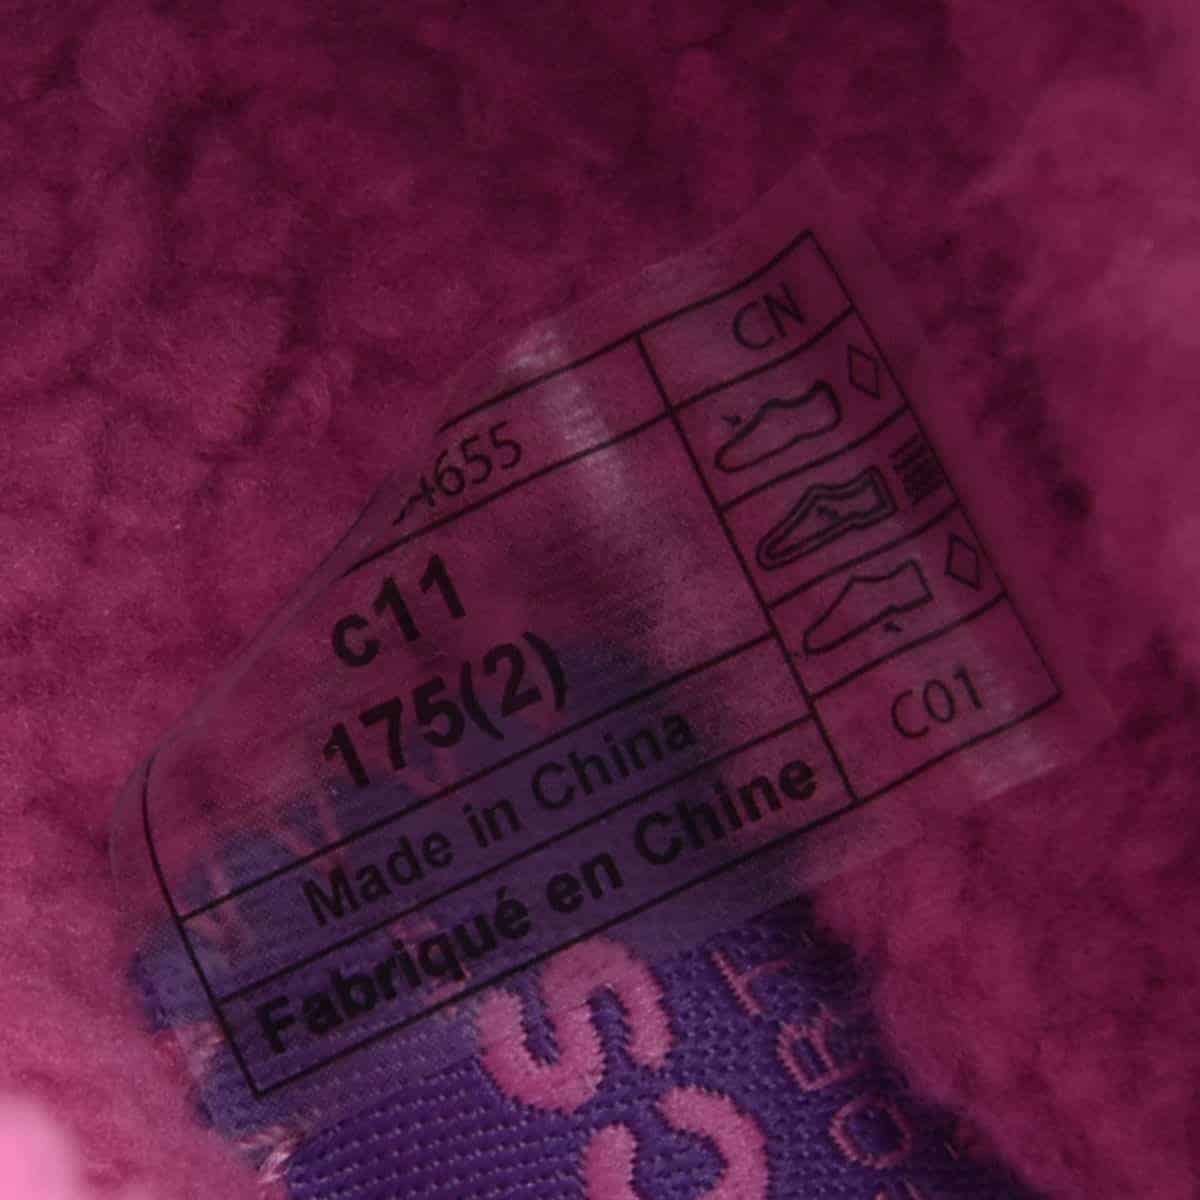 CN
4655
c11
175(2)
Made in China
Fabriqué en Chine
C01